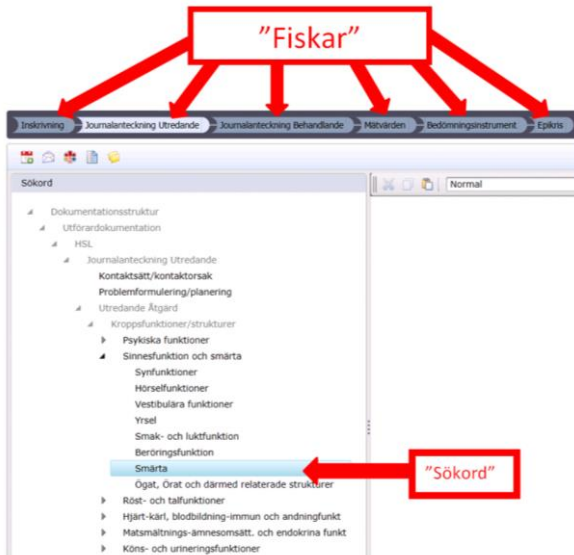 ”Fiskar”
Inskrivning Journalanteckning Utredande Journalanteckning Behandlande Mätvärden Bedömningsinstrument Epikris
Sökord
Normal
Dokumentationsstruktur
Utförardokumentation
HSL
Journalanteckning Utredande
Kontaktsätt/kontaktorsak
Problemformulering/planering
Utredande Åtgärd
Kroppsfunktioner/strukturer
Psykiska funktioner
Sinnesfunktion och smärta
Synfunktioner
Hörselfunktioner
Vestibulära funktioner
Yrsel
Smak- och luktfunktion
Beröringsfunktion
Smärta
”Sökord”
Ögat, Örat och därmed relaterade strukturer
Röst- och talfunktioner
Hjärt-kärl, blodbildning-immun och andningfunkt
Matsmältnings-ämnesomsätt. och endokrina funkt
Köns- och urineringsfunktioner